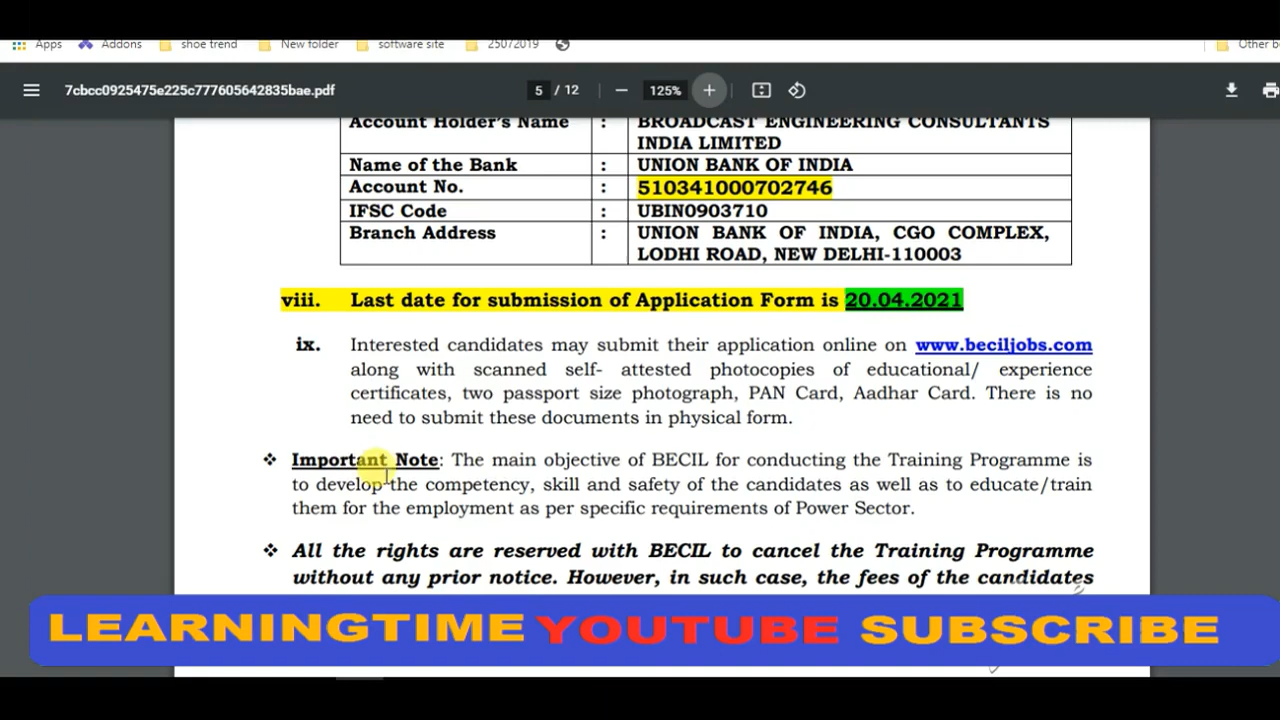 Apps Addons shoe trend New folder software site 25072019 Other b
7cbcc0925475e225c777605642835bae.pdf 5 / 12 125%
Account Holder's Name : BROADCAST ENGINEERING CONSULTANTS
INDIA LIMITED
Name of the Bank : UNION BANK OF INDIA
Account No. : 510341000702746
IFSC Code : UBIN0903710
Branch Address : UNION BANK OF INDIA, CGO COMPLEX,
LODHI ROAD, NEW DELHI-110003
viii. Last date for submission of Application Form is 20.04.2021
ix. Interested candidates may submit their application online on www.beciljobs.com
along with scanned self- attested photocopies of educational/ experience
certificates, two passport size photograph, PAN Card, Aadhar Card. There is no
need to submit these documents in physical form.
❖ Important Note: The main objective of BECIL for conducting the Training Programme is
to develop the competency, skill and safety of the candidates as well as to educate/train
them for the employment as per specific requirements of Power Sector.
❖ All the rights are reserved with BECIL to cancel the Training Programme
without any prior notice. However, in such case, the fees of the candidates
LEARNINGTIME YOUTUBE SUBSCRIBE